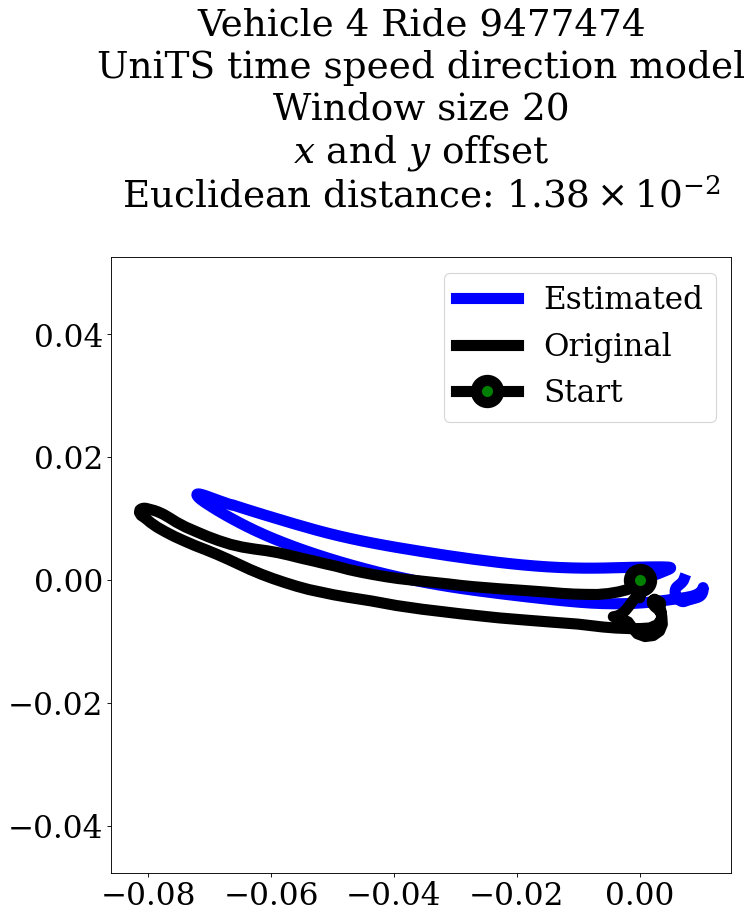 Vehicle 4 Ride 9477474
UniTS time speed direction model
Window size 20
x and y offset
Euclidean distance: 1.38 × 10⁻²
Estimated
Original
Start
0.04
0.02
0.00
−0.02
−0.04
−0.08 −0.06 −0.04 −0.02 0.00